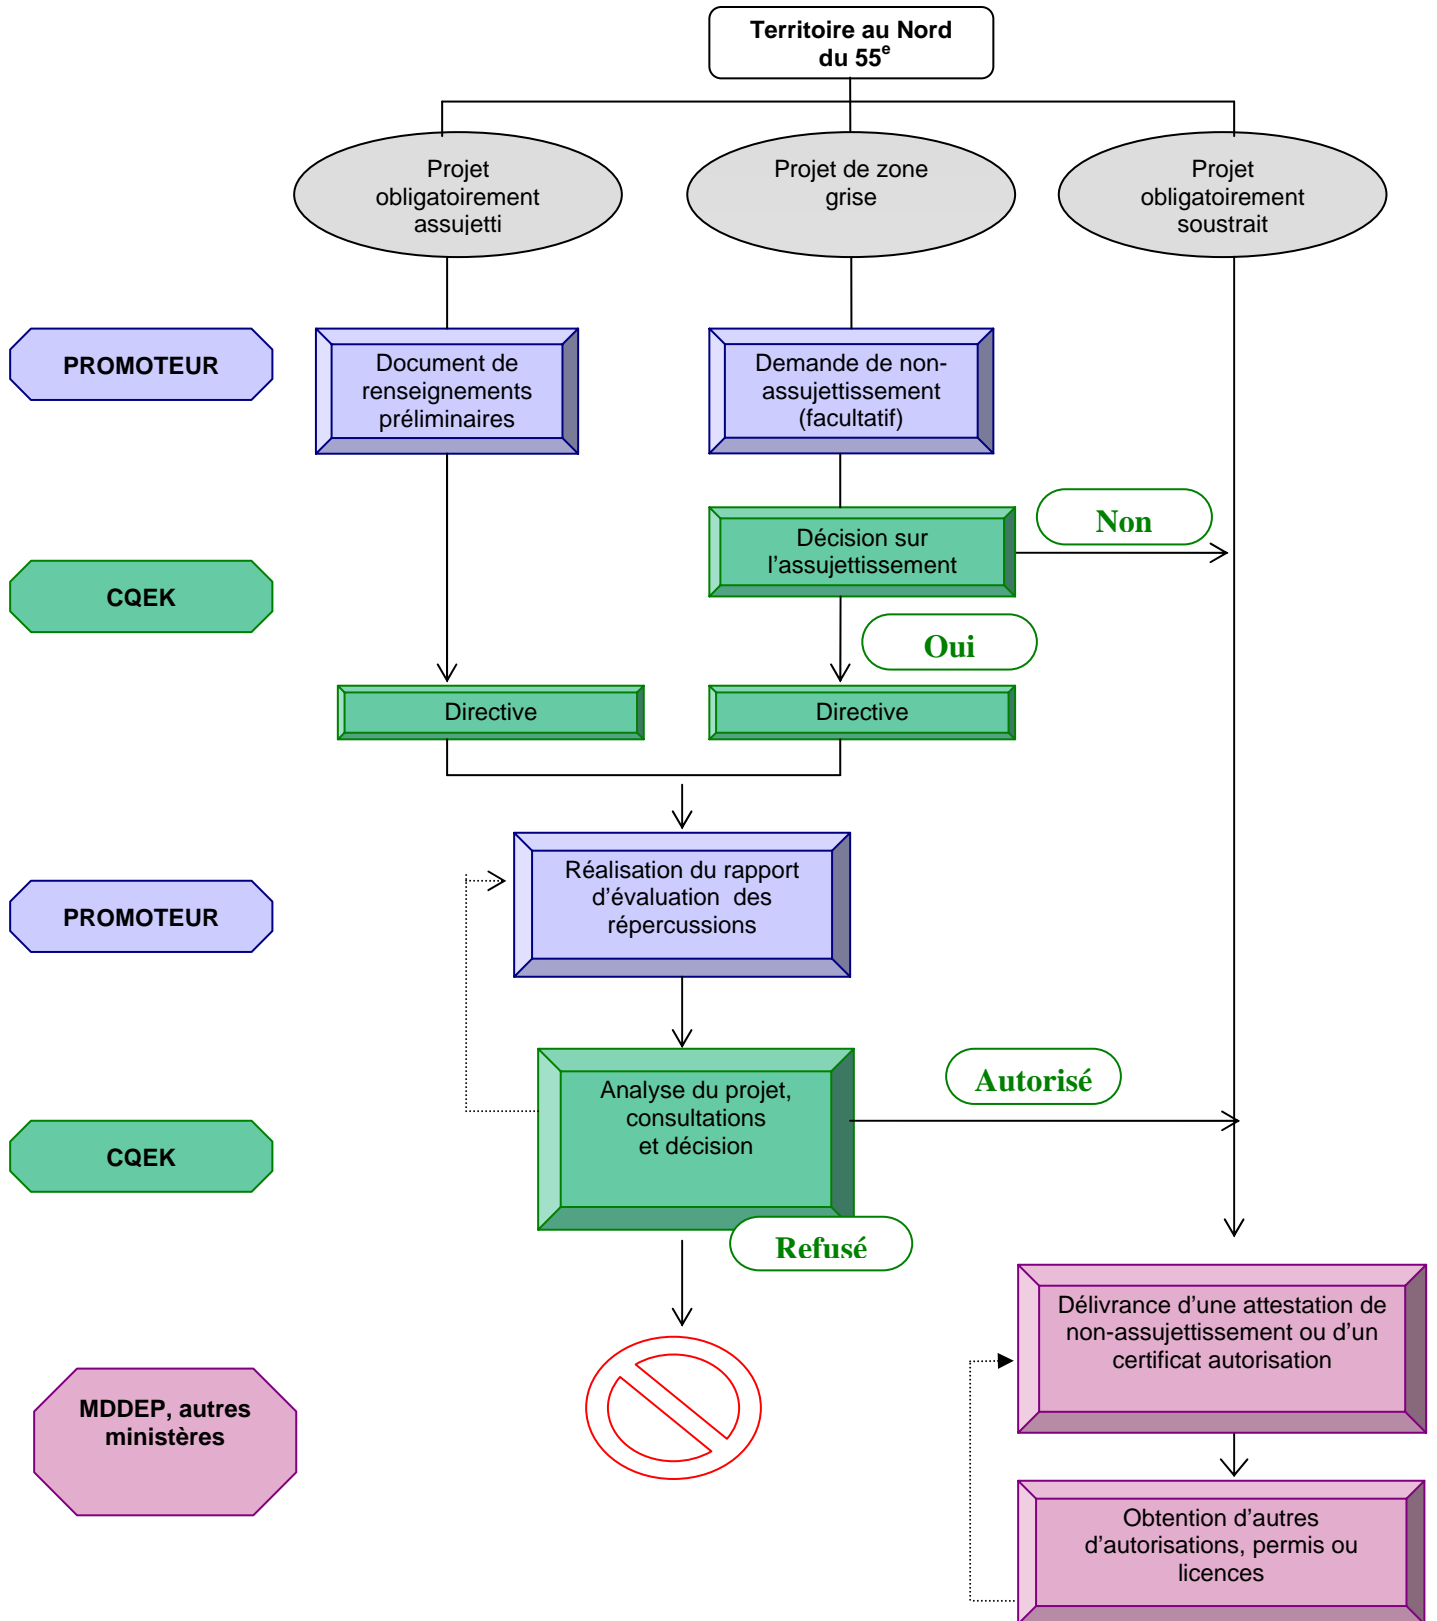 Territoire au Nord
du 55e
Projet
obligatoirement
assujetti
Projet de zone
grise
Projet
obligatoirement
soustrait
PROMOTEUR
Document de
renseignements
préliminaires
Demande de non-
assujettissement
(facultatif)
Non
Décision sur
l’assujettissement
CQEK
Oui
Directive
Directive
PROMOTEUR
Réalisation du rapport
d’évaluation des
répercussions
Autorisé
Analyse du projet,
consultations
et décision
CQEK
Refusé
Délivrance d’une attestation de
non-assujettissement ou d’un
certificat autorisation
MDDEP, autres
ministères
Obtention d’autres
d’autorisations, permis ou
licences